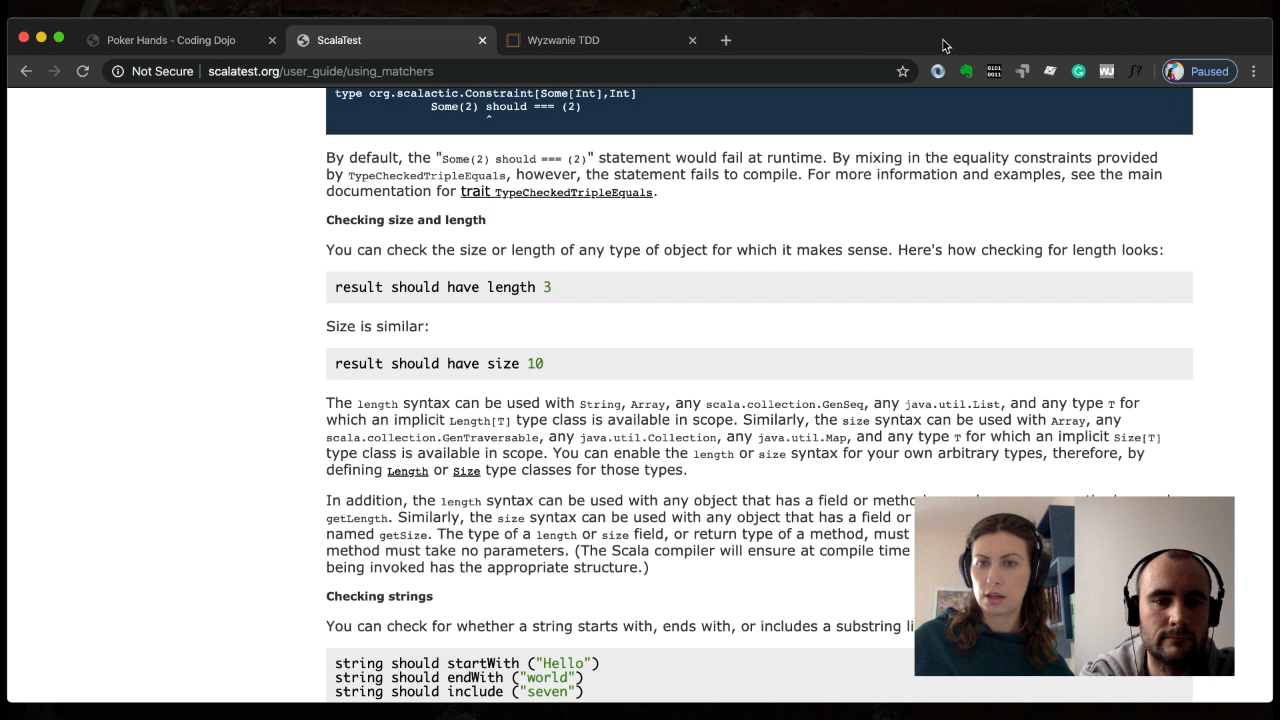 Poker Hands - Coding Dojo
ScalaTest
Wyzwanie TDD
Not Secure scalatest.org/user_guide/using_matchers
0101
0011
WJ
f?
Paused
type org.scalactic.Constraint[Some[Int],Int]
Some(2) should === (2)
^
By default, the "Some(2) should === (2)" statement would fail at runtime. By mixing in the equality constraints provided
by TypeCheckedTripleEquals, however, the statement fails to compile. For more information and examples, see the main
documentation for trait TypeCheckedTripleEquals.
Checking size and length
You can check the size or length of any type of object for which it makes sense. Here's how checking for length looks:
result should have length 3
Size is similar:
result should have size 10
The length syntax can be used with String, Array, any scala.collection.GenSeq, any java.util.List, and any type T for
which an implicit Length[T] type class is available in scope. Similarly, the size syntax can be used with Array, any
scala.collection.GenTraversable, any java.util.Collection, any java.util.Map, and any type T for which an implicit Size[T]
type class is available in scope. You can enable the length or size syntax for your own arbitrary types, therefore, by
defining Length or Size type classes for those types.
In addition, the length syntax can be used with any object that has a field or
getLength. Similarly, the size syntax can be used with any object that has a field or
named getSize. The type of a length or size field, or return type of a method, must
method must take no parameters. (The Scala compiler will ensure at compile time
being invoked has the appropriate structure.)
Checking strings
You can check for whether a string starts with, ends with, or includes a substring
string should startWith ("Hello")
string should endWith ("world")
string should include ("seven")